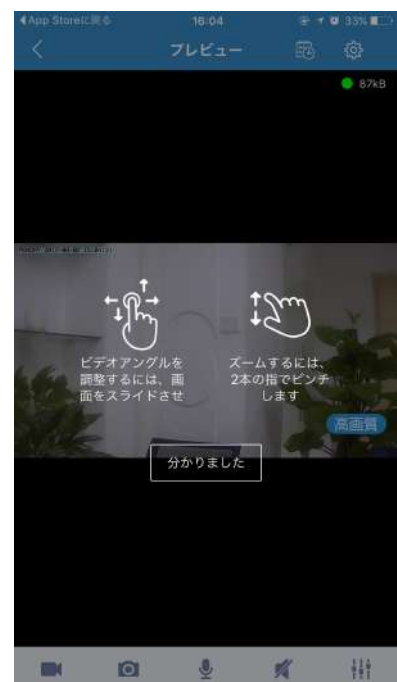 App Storeに戻る 16:04 33%
プレビュー
87kB
ビデオアングルを
調整するには、画
面をスライドさせ
ズームするには、
2本の指でピンチ
します
高画質
分かりました